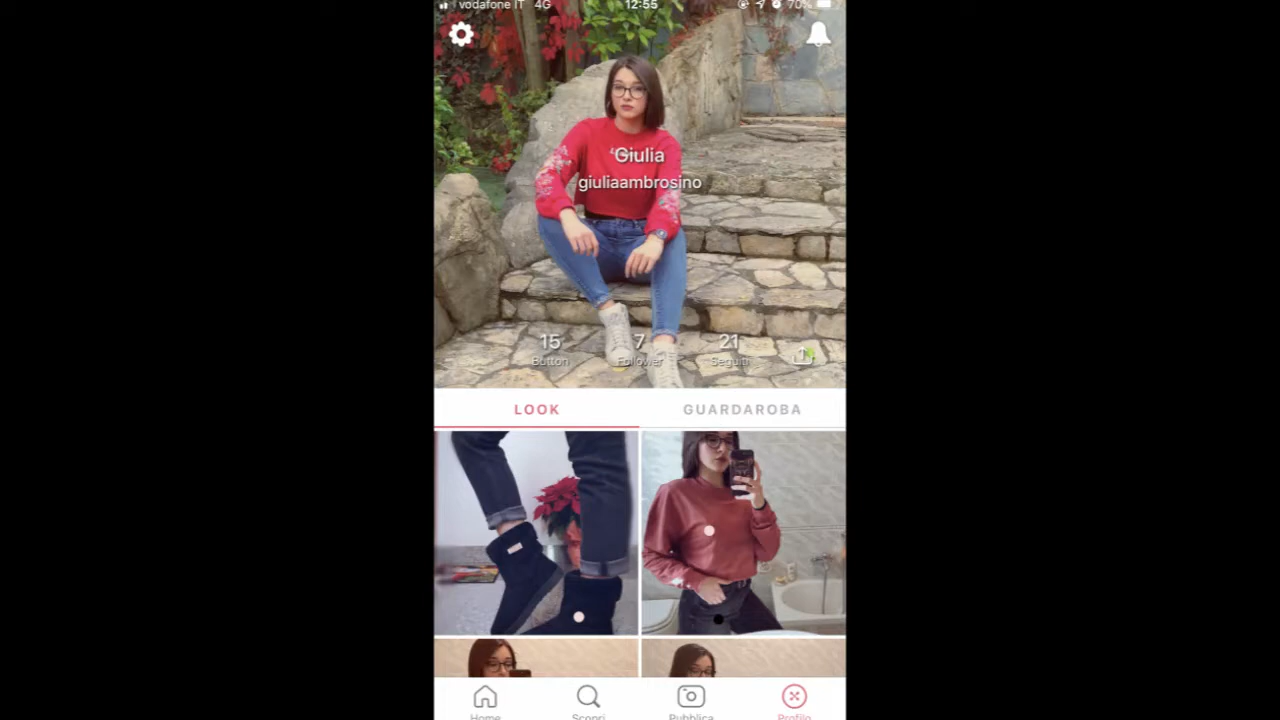 vodafone IT 4G 12:55 70%
Giulia
giuliaambrosino
15 7 21
Button Follower Seguiti
LOOK GUARDAROBA
Home Scopri Pubblica Profilo